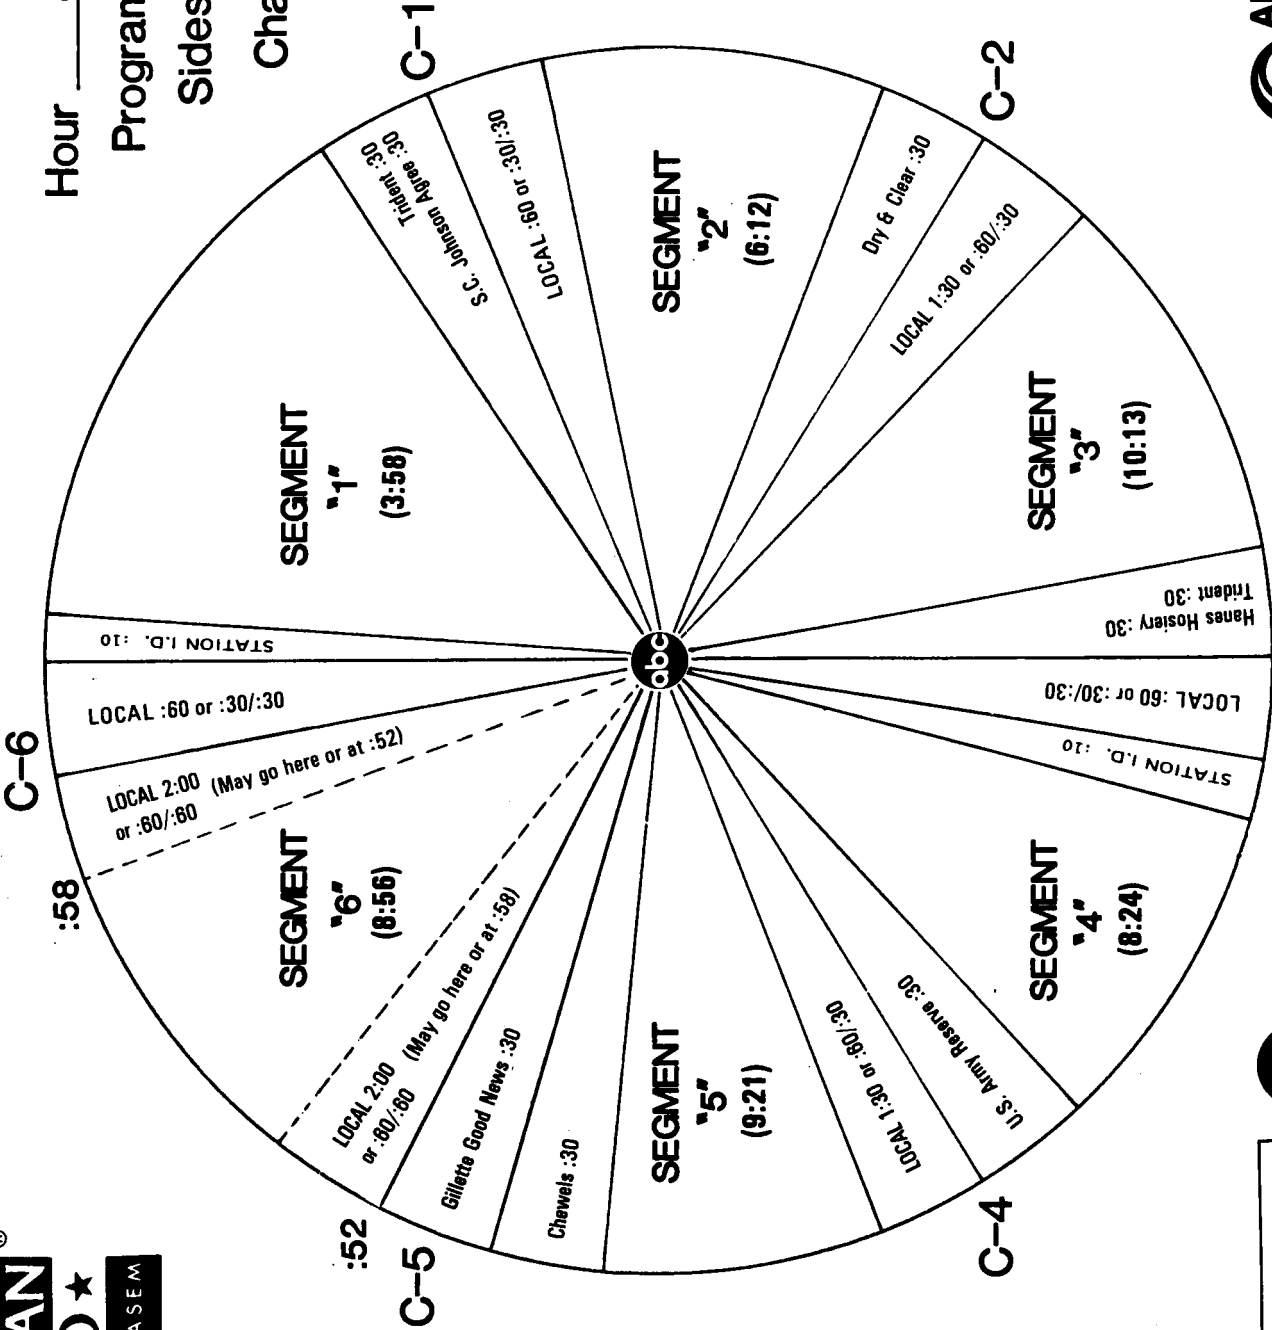 Hour
Program
Sides
Cha
C-1
Trident :30
S.C. Johnson Agree :30
LOCAL :60 or :30/:30
SEGMENT
"2"
(6:12)
C-2
Dry & Clear :30
LOCAL 1:30 or :60/:30
SEGMENT
"3"
(10:13)
Trident :30
Hanes Hosiery :30
LOCAL :60 or :30/:30
STATION I.D. :10
SEGMENT
"4"
(8:24)
U.S. Army Reserve :30
C-4
LOCAL 1:30 or :60/:30
SEGMENT
"5"
(9:21)
Chewels :30
Gillette Good News :30
C-5
:52
LOCAL 2:00 (May go here or at :58)
or :60/:60
SEGMENT
"6"
(8:56)
:58
LOCAL 2:00 (May go here or at :52)
or :60/:60
C-6
LOCAL :60 or :30/:30
STATION I.D. :10
SEGMENT
"1"
(3:58)
abc
AN
ASEM